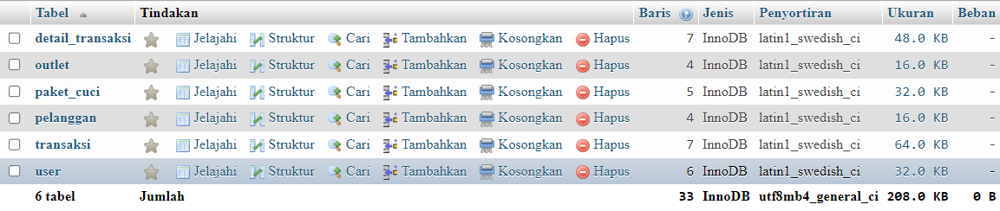 Tabel Tindakan Baris Jenis Penyortiran Ukuran Beban
detail_transaksi Jelajahi Struktur Cari Tambahkan Kosongkan Hapus 7 InnoDB latin1_swedish_ci 48.0 KB -
outlet Jelajahi Struktur Cari Tambahkan Kosongkan Hapus 4 InnoDB latin1_swedish_ci 16.0 KB -
paket_cuci Jelajahi Struktur Cari Tambahkan Kosongkan Hapus 5 InnoDB latin1_swedish_ci 32.0 KB -
pelanggan Jelajahi Struktur Cari Tambahkan Kosongkan Hapus 4 InnoDB latin1_swedish_ci 16.0 KB -
transaksi Jelajahi Struktur Cari Tambahkan Kosongkan Hapus 7 InnoDB latin1_swedish_ci 64.0 KB -
user Jelajahi Struktur Cari Tambahkan Kosongkan Hapus 6 InnoDB latin1_swedish_ci 32.0 KB -
6 tabel Jumlah 33 InnoDB utf8mb4_general_ci 208.0 KB 0 B